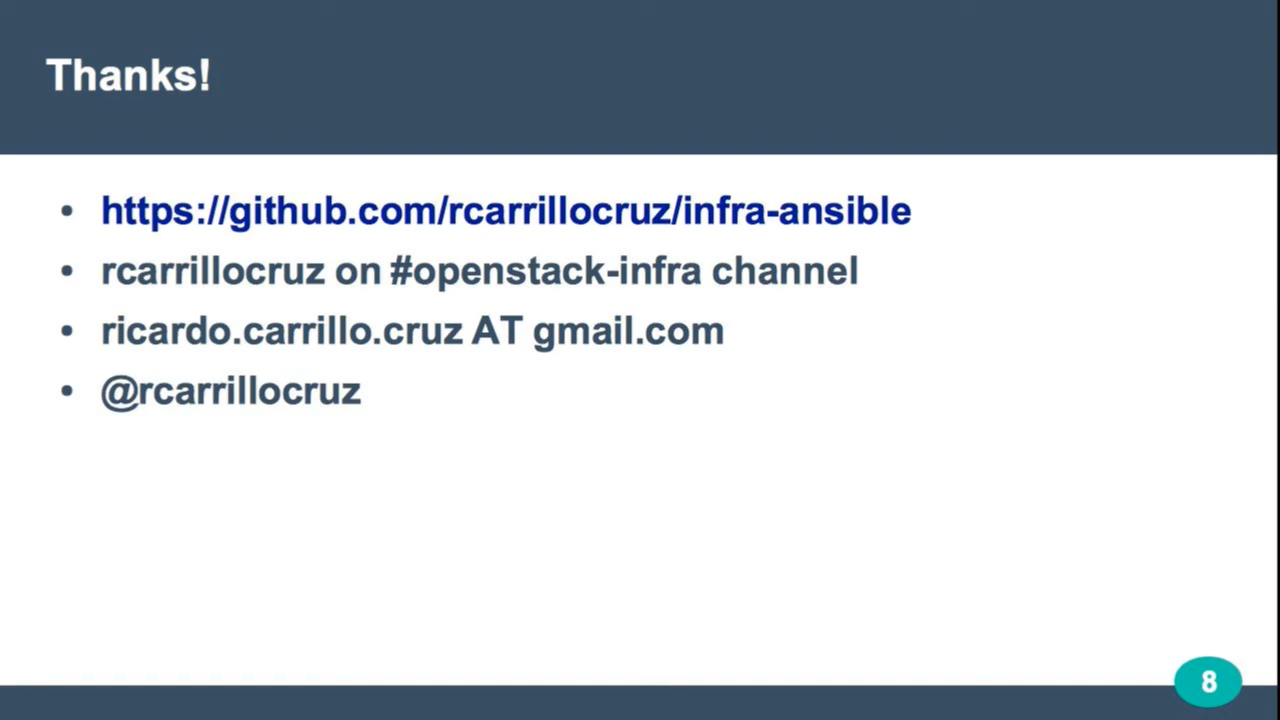 Thanks!
• https://github.com/rcarrillocruz/infra-ansible
• rcarrillocruz on #openstack-infra channel
• ricardo.carrillo.cruz AT gmail.com
• @rcarrillocruz
8